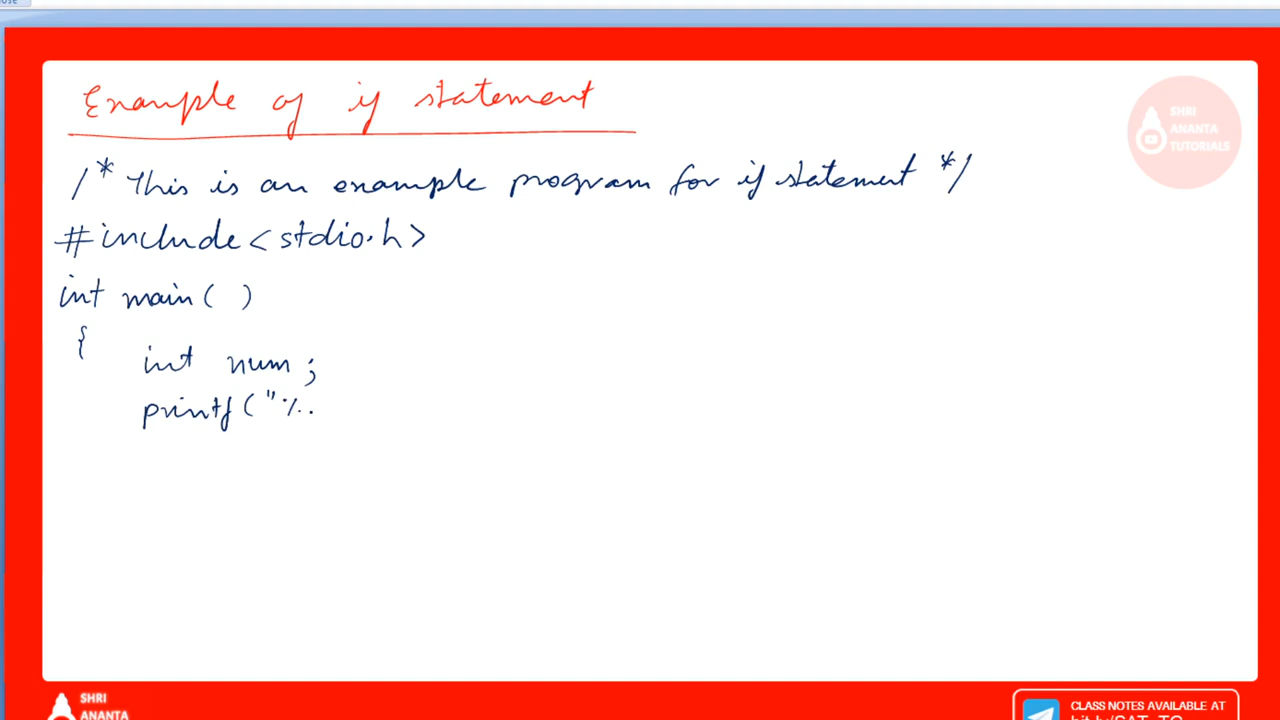 Example of if statement
SHRI
ANANTA
TUTORIALS
/* This is an example program for if statement */
#include<stdio.h>
int main( )
{
int num ;
printf("%.
SHRI
ANANTA
CLASS NOTES AVAILABLE AT